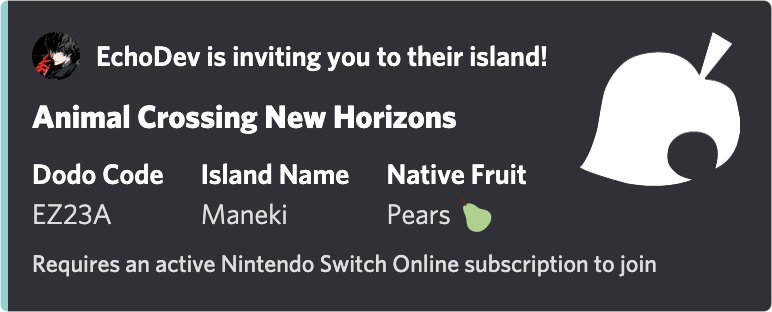 EchoDev is inviting you to their island!
Animal Crossing New Horizons
Dodo Code Island Name Native Fruit
EZ23A Maneki Pears
Requires an active Nintendo Switch Online subscription to join